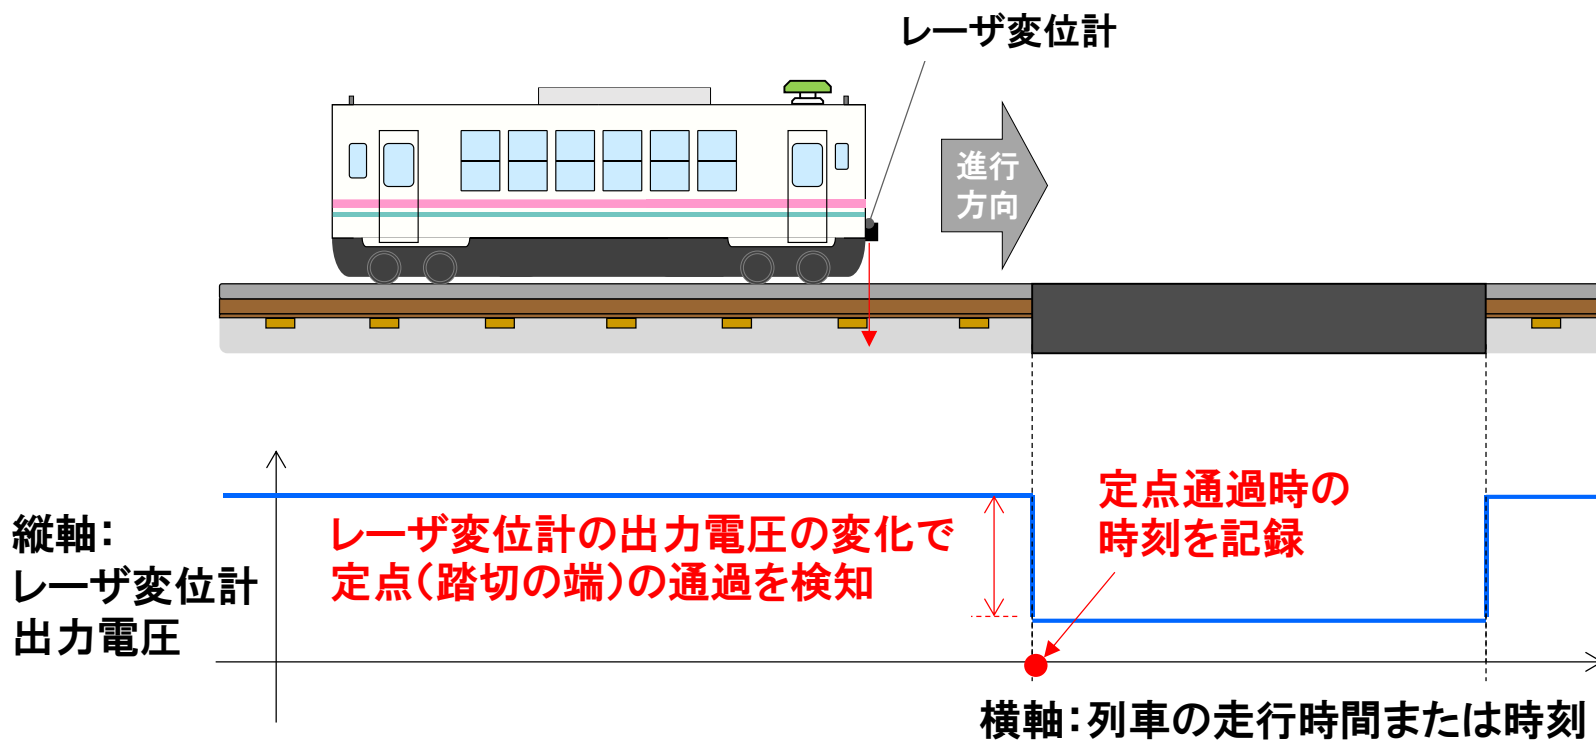 レーザ変位計
進行
方向
レーザ変位計の出力電圧の変化で
定点(踏切の端)の通過を検知
定点通過時の
時刻を記録
縦軸:
レーザ変位計
出力電圧
横軸:列車の走行時間または時刻